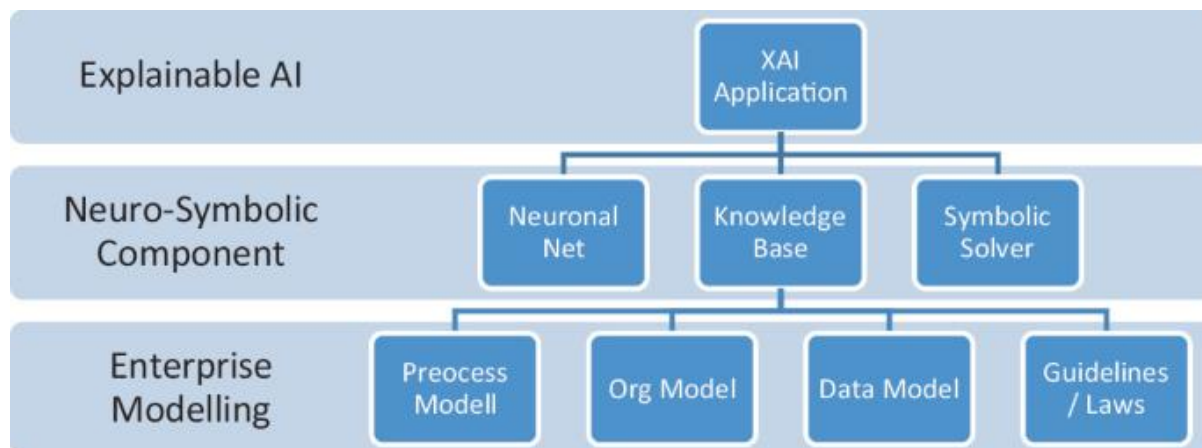 Explainable AI
XAI
Application
Neuro-Symbolic
Component
Neuronal
Net
Knowledge
Base
Symbolic
Solver
Enterprise
Modelling
Preocess
Modell
Org Model
Data Model
Guidelines
/ Laws